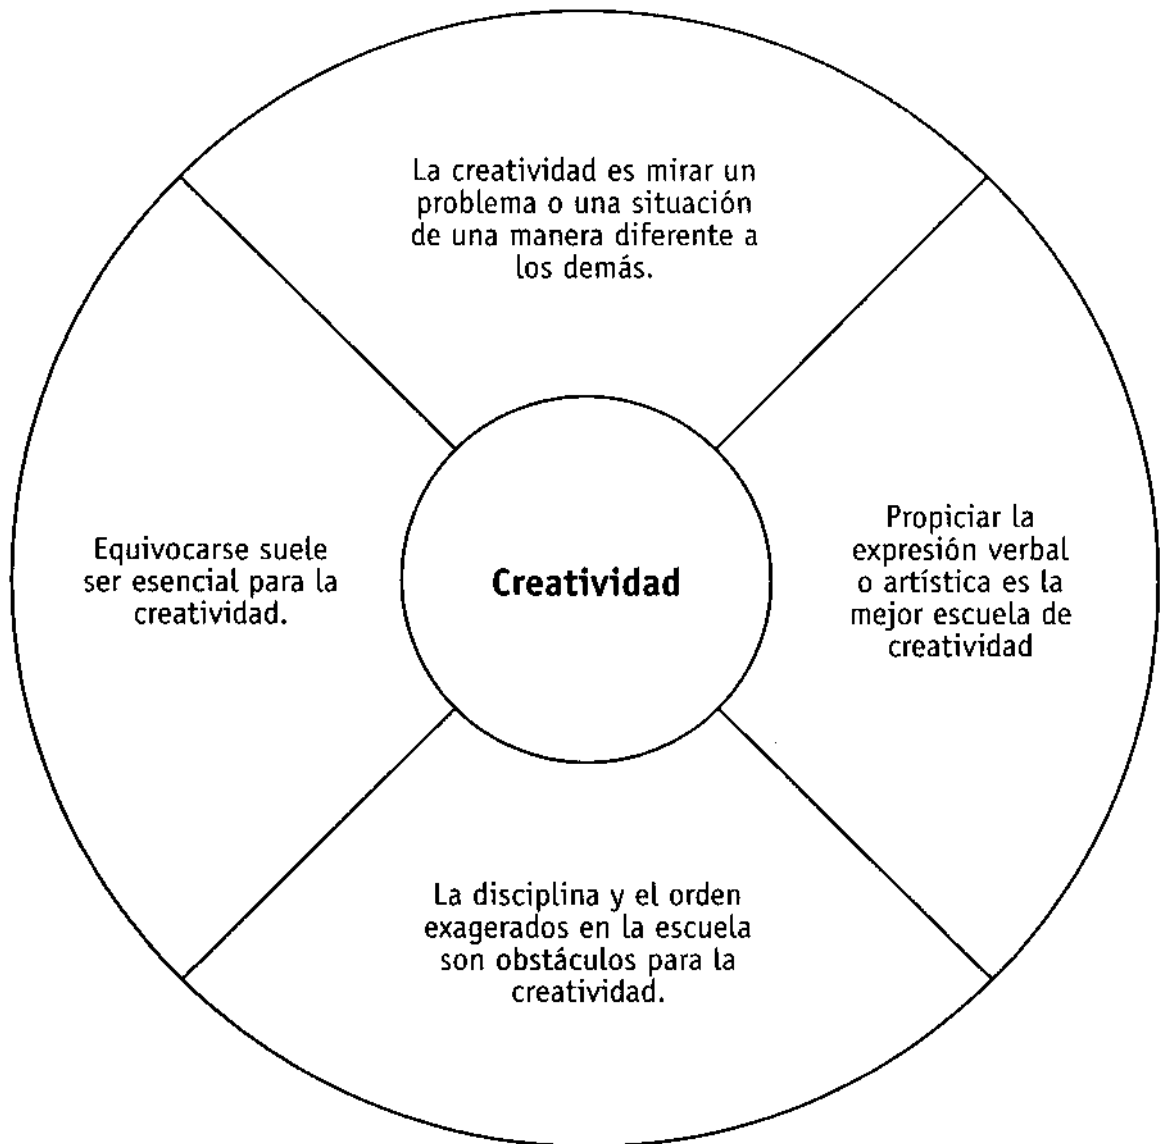 La creatividad es mirar un
problema o una situación
de una manera diferente a
los demás.
Equivocarse suele
ser esencial para la
creatividad.
Creatividad
Propiciar la
expresión verbal
o artística es la
mejor escuela de
creatividad
La disciplina y el orden
exagerados en la escuela
son obstáculos para la
creatividad.